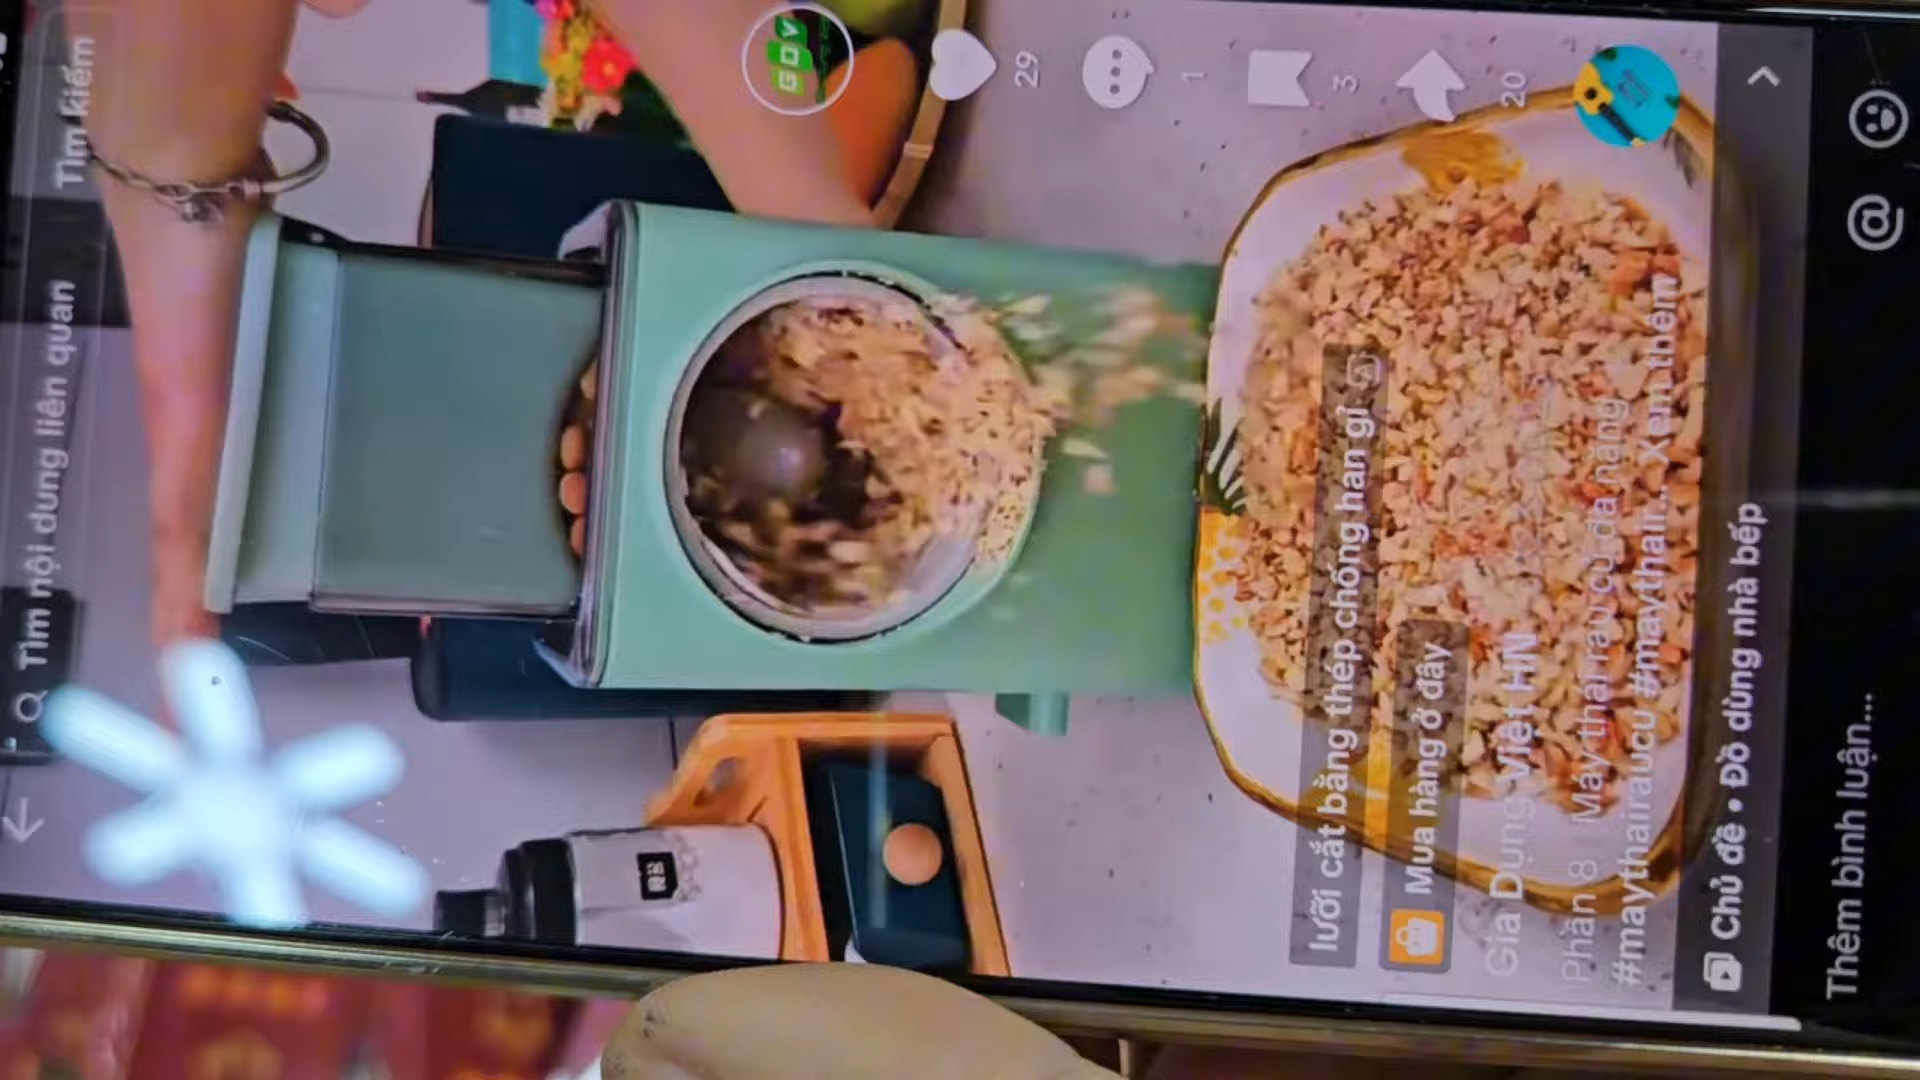 Tìm nội dung liên quan
Tìm kiếm
GDV
29
1
3
20
lưỡi cắt bằng thép chống han gỉ
Mua hàng ở đây
Gia Dụng Việt HN
Phần 8 Máy thái rau củ đa năng
#maythairaucu #maythaii... Xem thêm
Chủ đề • Đồ dùng nhà bếp
Thêm bình luận...
@